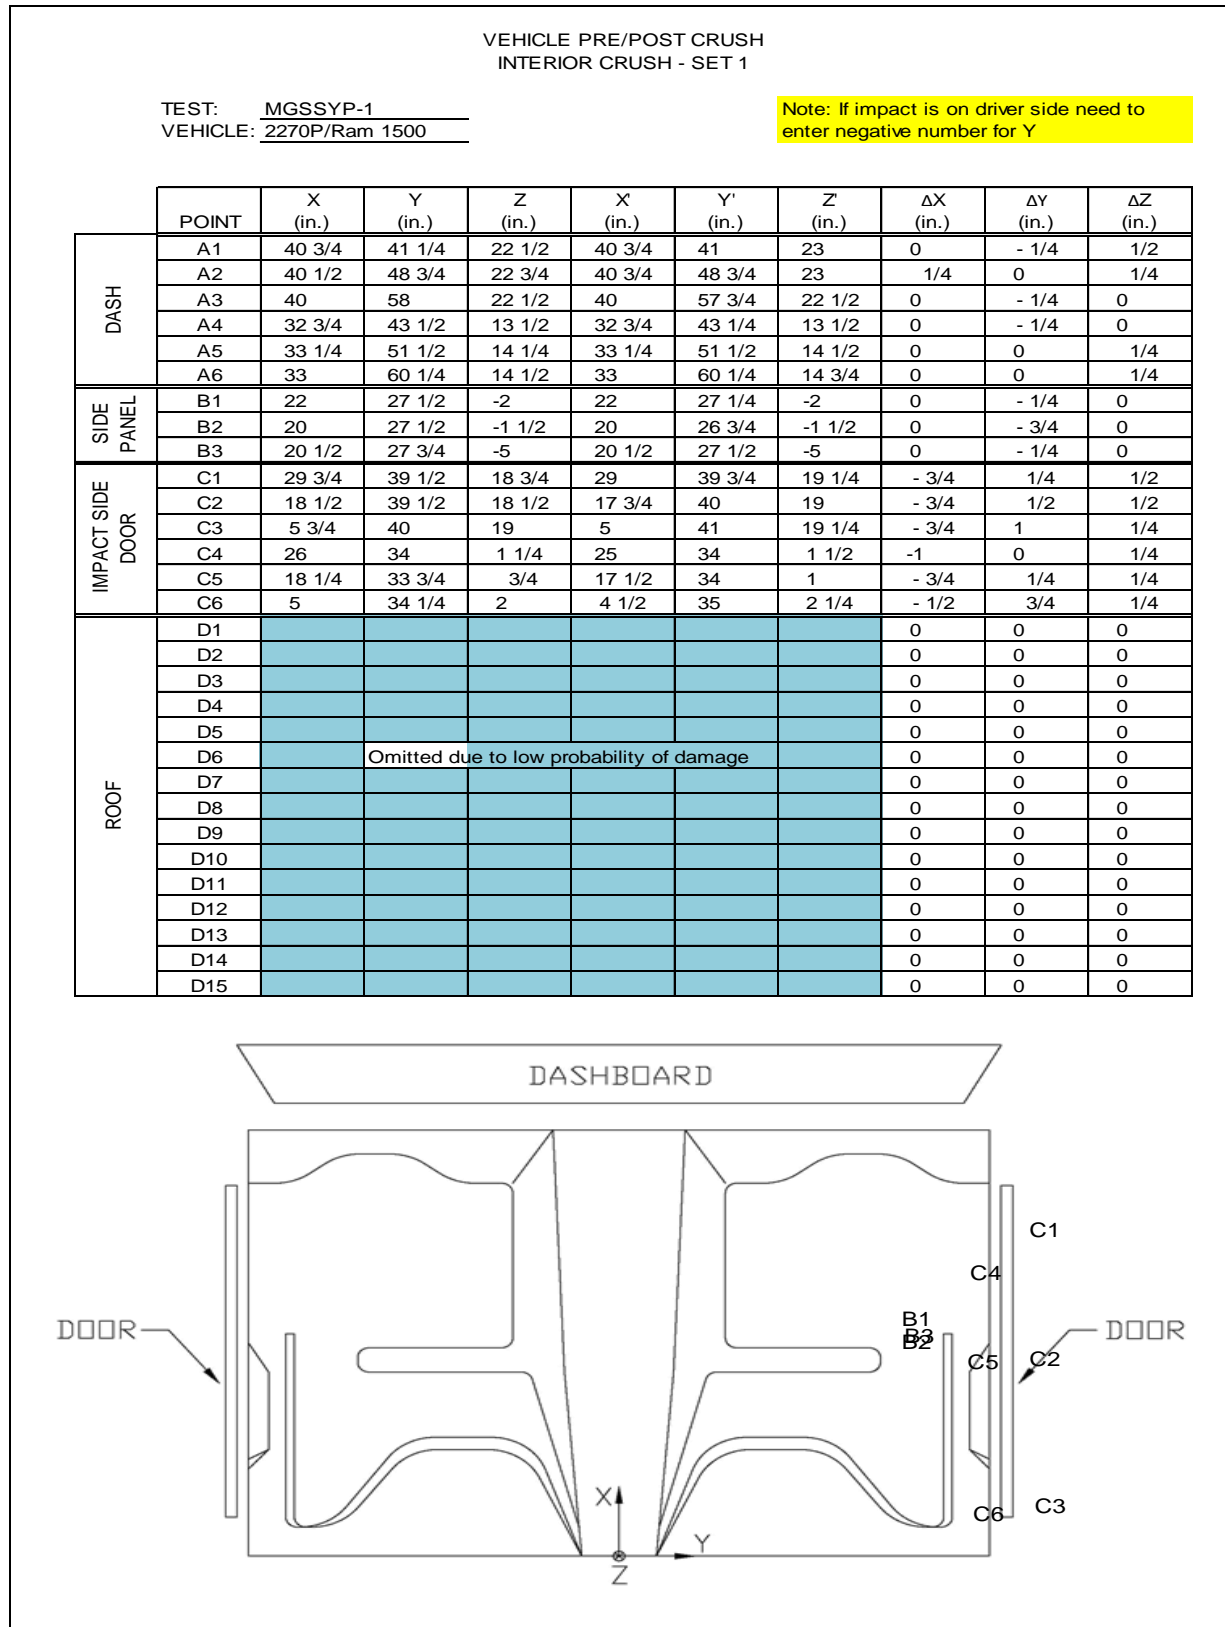 VEHICLE PRE/POST CRUSH
INTERIOR CRUSH - SET 1
TEST: MGSSYP-1
VEHICLE: 2270P/Ram 1500
Note: If impact is on driver side need to
enter negative number for Y
POINT X (in.) Y (in.) Z (in.) X' (in.) Y' (in.) Z' (in.) ΔX (in.) ΔY (in.) ΔZ (in.)
DASH
A1 40 3/4 41 1/4 22 1/2 40 3/4 41 23 0 - 1/4 1/2
A2 40 1/2 48 3/4 22 3/4 40 3/4 48 3/4 23 1/4 0 1/4
A3 40 58 22 1/2 40 57 3/4 22 1/2 0 - 1/4 0
A4 32 3/4 43 1/2 13 1/2 32 3/4 43 1/4 13 1/2 0 - 1/4 0
A5 33 1/4 51 1/2 14 1/4 33 1/4 51 1/2 14 1/2 0 0 1/4
A6 33 60 1/4 14 1/2 33 60 1/4 14 3/4 0 0 1/4
SIDE PANEL
B1 22 27 1/2 -2 22 27 1/4 -2 0 - 1/4 0
B2 20 27 1/2 -1 1/2 20 26 3/4 -1 1/2 0 - 3/4 0
B3 20 1/2 27 3/4 -5 20 1/2 27 1/2 -5 0 - 1/4 0
IMPACT SIDE DOOR
C1 29 3/4 39 1/2 18 3/4 29 39 3/4 19 1/4 - 3/4 1/4 1/2
C2 18 1/2 39 1/2 18 1/2 17 3/4 40 19 - 3/4 1/2 1/2
C3 5 3/4 40 19 5 41 19 1/4 - 3/4 1 1/4
C4 26 34 1 1/4 25 34 1 1/2 -1 0 1/4
C5 18 1/4 33 3/4 3/4 17 1/2 34 1 - 3/4 1/4 1/4
C6 5 34 1/4 2 4 1/2 35 2 1/4 - 1/2 3/4 1/4
ROOF
D1 0 0 0
D2 0 0 0
D3 0 0 0
D4 0 0 0
D5 0 0 0
D6 Omitted due to low probability of damage 0 0 0
D7 0 0 0
D8 0 0 0
D9 0 0 0
D10 0 0 0
D11 0 0 0
D12 0 0 0
D13 0 0 0
D14 0 0 0
D15 0 0 0
DASHBOARD
C1
C4
B1
B3
B2
DOOR
DOOR
C5
C2
X
C6
C3
Y
Z